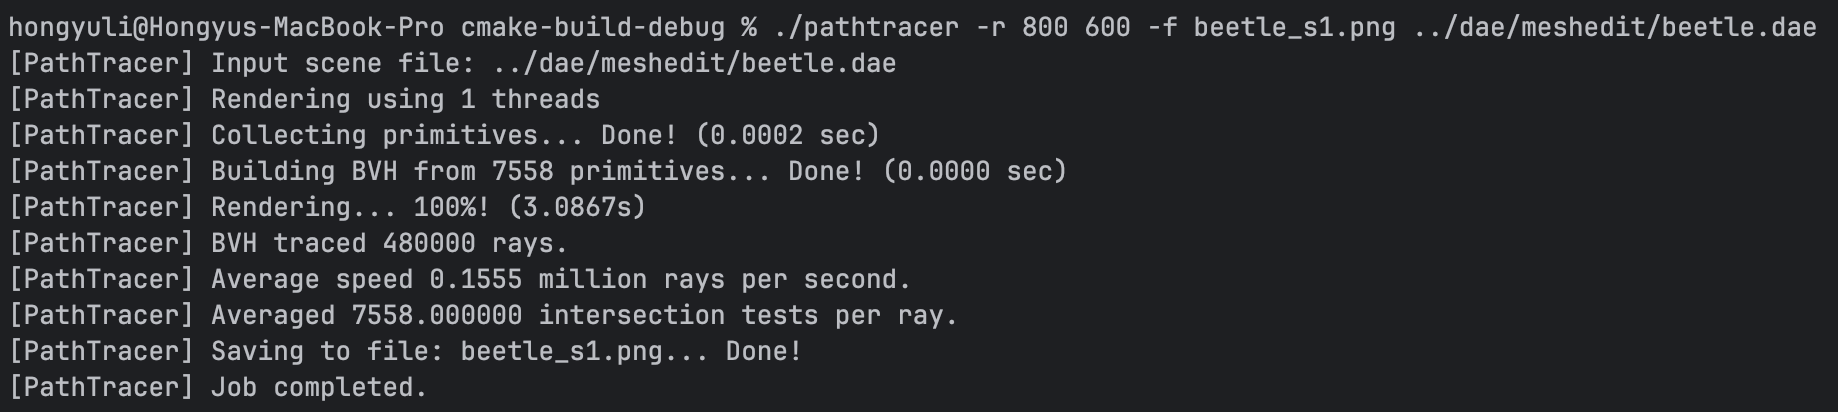 hongyuli@Hongyus-MacBook-Pro cmake-build-debug % ./pathtracer -r 800 600 -f beetle_s1.png ../dae/meshedit/beetle.dae
[PathTracer] Input scene file: ../dae/meshedit/beetle.dae
[PathTracer] Rendering using 1 threads
[PathTracer] Collecting primitives... Done! (0.0002 sec)
[PathTracer] Building BVH from 7558 primitives... Done! (0.0000 sec)
[PathTracer] Rendering... 100%! (3.0867s)
[PathTracer] BVH traced 480000 rays.
[PathTracer] Average speed 0.1555 million rays per second.
[PathTracer] Averaged 7558.000000 intersection tests per ray.
[PathTracer] Saving to file: beetle_s1.png... Done!
[PathTracer] Job completed.